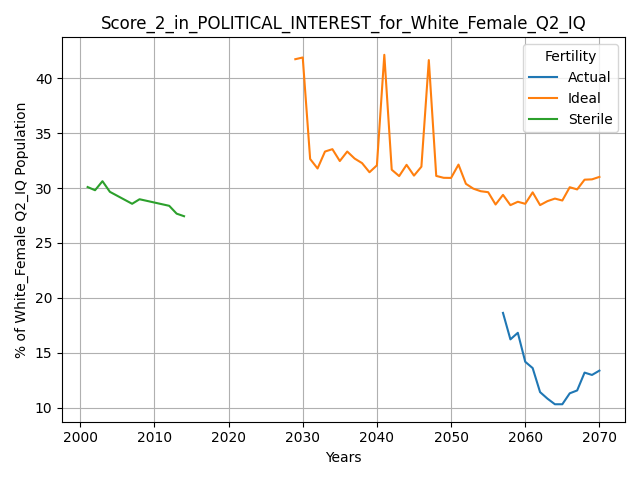 Score_2_in_POLITICAL_INTEREST_for_White_Female_Q2_IQ
% of White_Female Q2_IQ Population
40
35
30
25
20
15
10
Fertility
Actual
Ideal
Sterile
2000 2010 2020 2030 2040 2050 2060 2070
Years